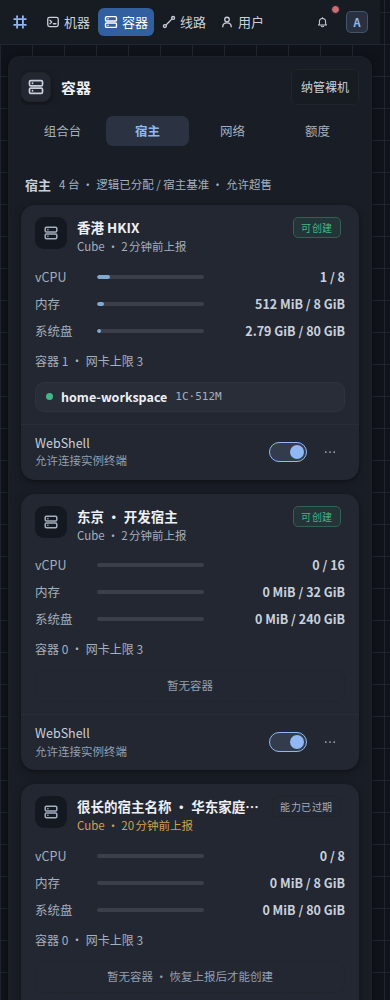 机器 容器 线路 用户 A
容器 纳管裸机
组合台 宿主 网络 额度
宿主 4 台 · 逻辑已分配 / 宿主基准 · 允许超售
香港 HKIX 可创建
Cube · 2 分钟前上报
vCPU 1 / 8
内存 512 MiB / 8 GiB
系统盘 2.79 GiB / 80 GiB
容器 1 · 网卡上限 3
home-workspace 1C·512M
WebShell
允许连接实例终端 ···
东京 · 开发宿主 可创建
Cube · 2 分钟前上报
vCPU 0 / 16
内存 0 MiB / 32 GiB
系统盘 0 MiB / 240 GiB
容器 0 · 网卡上限 3
暂无容器
WebShell
允许连接实例终端 ···
很长的宿主名称 · 华东家庭… 能力已过期
Cube · 20 分钟前上报
vCPU 0 / 8
内存 0 MiB / 8 GiB
系统盘 0 MiB / 80 GiB
容器 0 · 网卡上限 3
暂无容器 · 恢复上报后才能创建